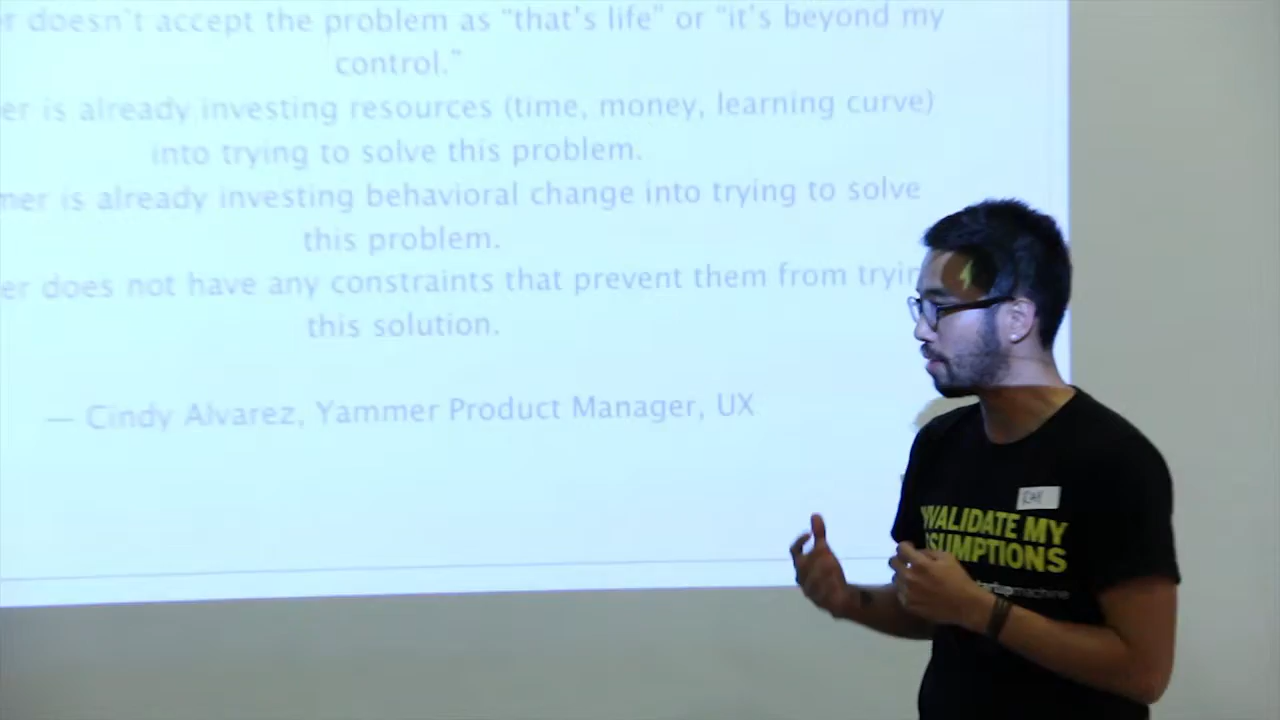 doesn't accept the problem as “that's life” or “it's beyond my
control.”
is already investing resources (time, money, learning curve)
into trying to solve this problem.
is already investing behavioral change into trying to solve
this problem.
does not have any constraints that prevent them from
this solution.
— Cindy Alvarez, Yammer Product Manager, UX
VALIDATE MY
SUMPTIONS
machine